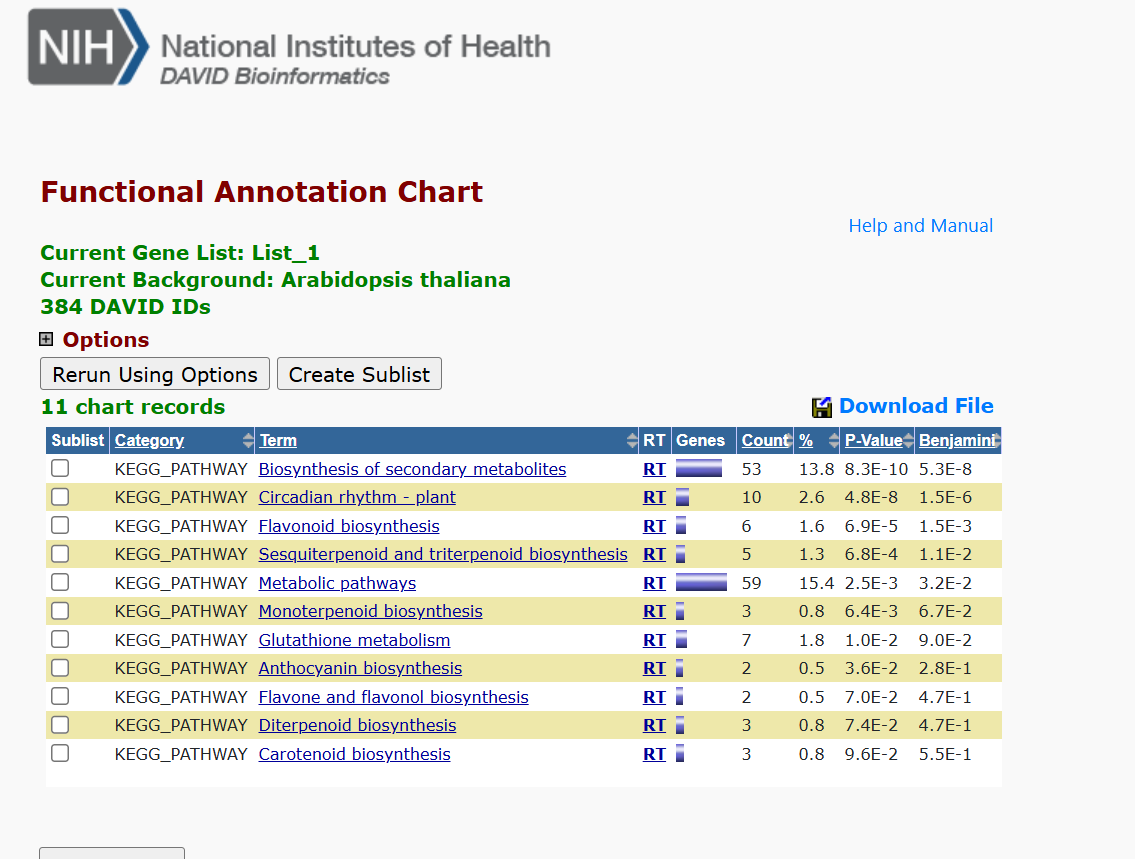 NIH National Institutes of Health
DAVID Bioinformatics
Functional Annotation Chart
Help and Manual
Current Gene List: List_1
Current Background: Arabidopsis thaliana
384 DAVID IDs
Options
Rerun Using Options Create Sublist
11 chart records Download File
Sublist Category Term RT Genes Count % P-Value Benjamini
KEGG_PATHWAY Biosynthesis of secondary metabolites RT 53 13.8 8.3E-10 5.3E-8
KEGG_PATHWAY Circadian rhythm - plant RT 10 2.6 4.8E-8 1.5E-6
KEGG_PATHWAY Flavonoid biosynthesis RT 6 1.6 6.9E-5 1.5E-3
KEGG_PATHWAY Sesquiterpenoid and triterpenoid biosynthesis RT 5 1.3 6.8E-4 1.1E-2
KEGG_PATHWAY Metabolic pathways RT 59 15.4 2.5E-3 3.2E-2
KEGG_PATHWAY Monoterpenoid biosynthesis RT 3 0.8 6.4E-3 6.7E-2
KEGG_PATHWAY Glutathione metabolism RT 7 1.8 1.0E-2 9.0E-2
KEGG_PATHWAY Anthocyanin biosynthesis RT 2 0.5 3.6E-2 2.8E-1
KEGG_PATHWAY Flavone and flavonol biosynthesis RT 2 0.5 7.0E-2 4.7E-1
KEGG_PATHWAY Diterpenoid biosynthesis RT 3 0.8 7.4E-2 4.7E-1
KEGG_PATHWAY Carotenoid biosynthesis RT 3 0.8 9.6E-2 5.5E-1